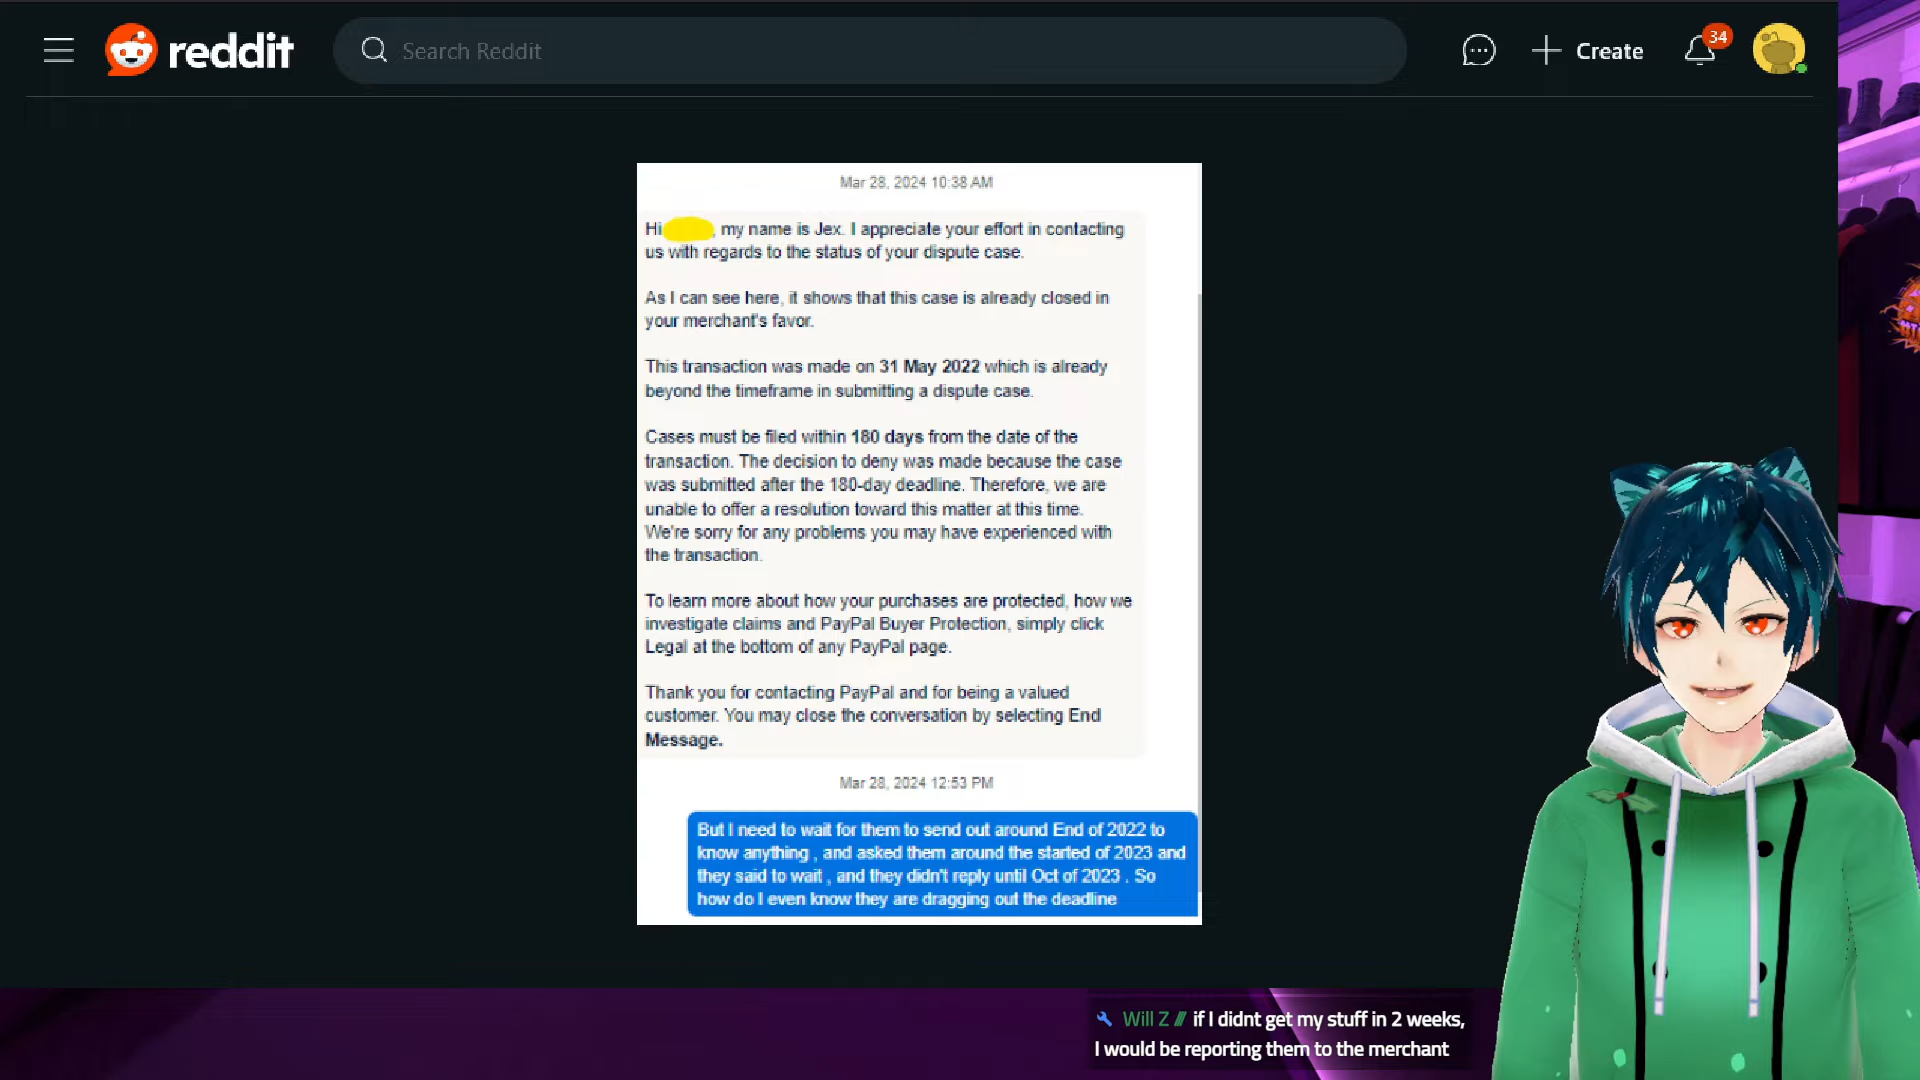 reddit
Search Reddit
Create
34
Mar 28, 2024 10:38 AM
Hi , my name is Jex. I appreciate your effort in contacting
us with regards to the status of your dispute case.
As I can see here, it shows that this case is already closed in
your merchant's favor.
This transaction was made on 31 May 2022 which is already
beyond the timeframe in submitting a dispute case.
Cases must be filed within 180 days from the date of the
transaction. The decision to deny was made because the case
was submitted after the 180-day deadline. Therefore, we are
unable to offer a resolution toward this matter at this time.
We're sorry for any problems you may have experienced with
the transaction.
To learn more about how your purchases are protected, how we
investigate claims and PayPal Buyer Protection, simply click
Legal at the bottom of any PayPal page.
Thank you for contacting PayPal and for being a valued
customer. You may close the conversation by selecting End
Message.
Mar 28, 2024 12:53 PM
But I need to wait for them to send out around End of 2022 to
know anything , and asked them around the started of 2023 and
they said to wait , and they didn't reply until Oct of 2023 . So
how do I even know they are dragging out the deadline
Will Z /// if I didnt get my stuff in 2 weeks,
I would be reporting them to the merchant